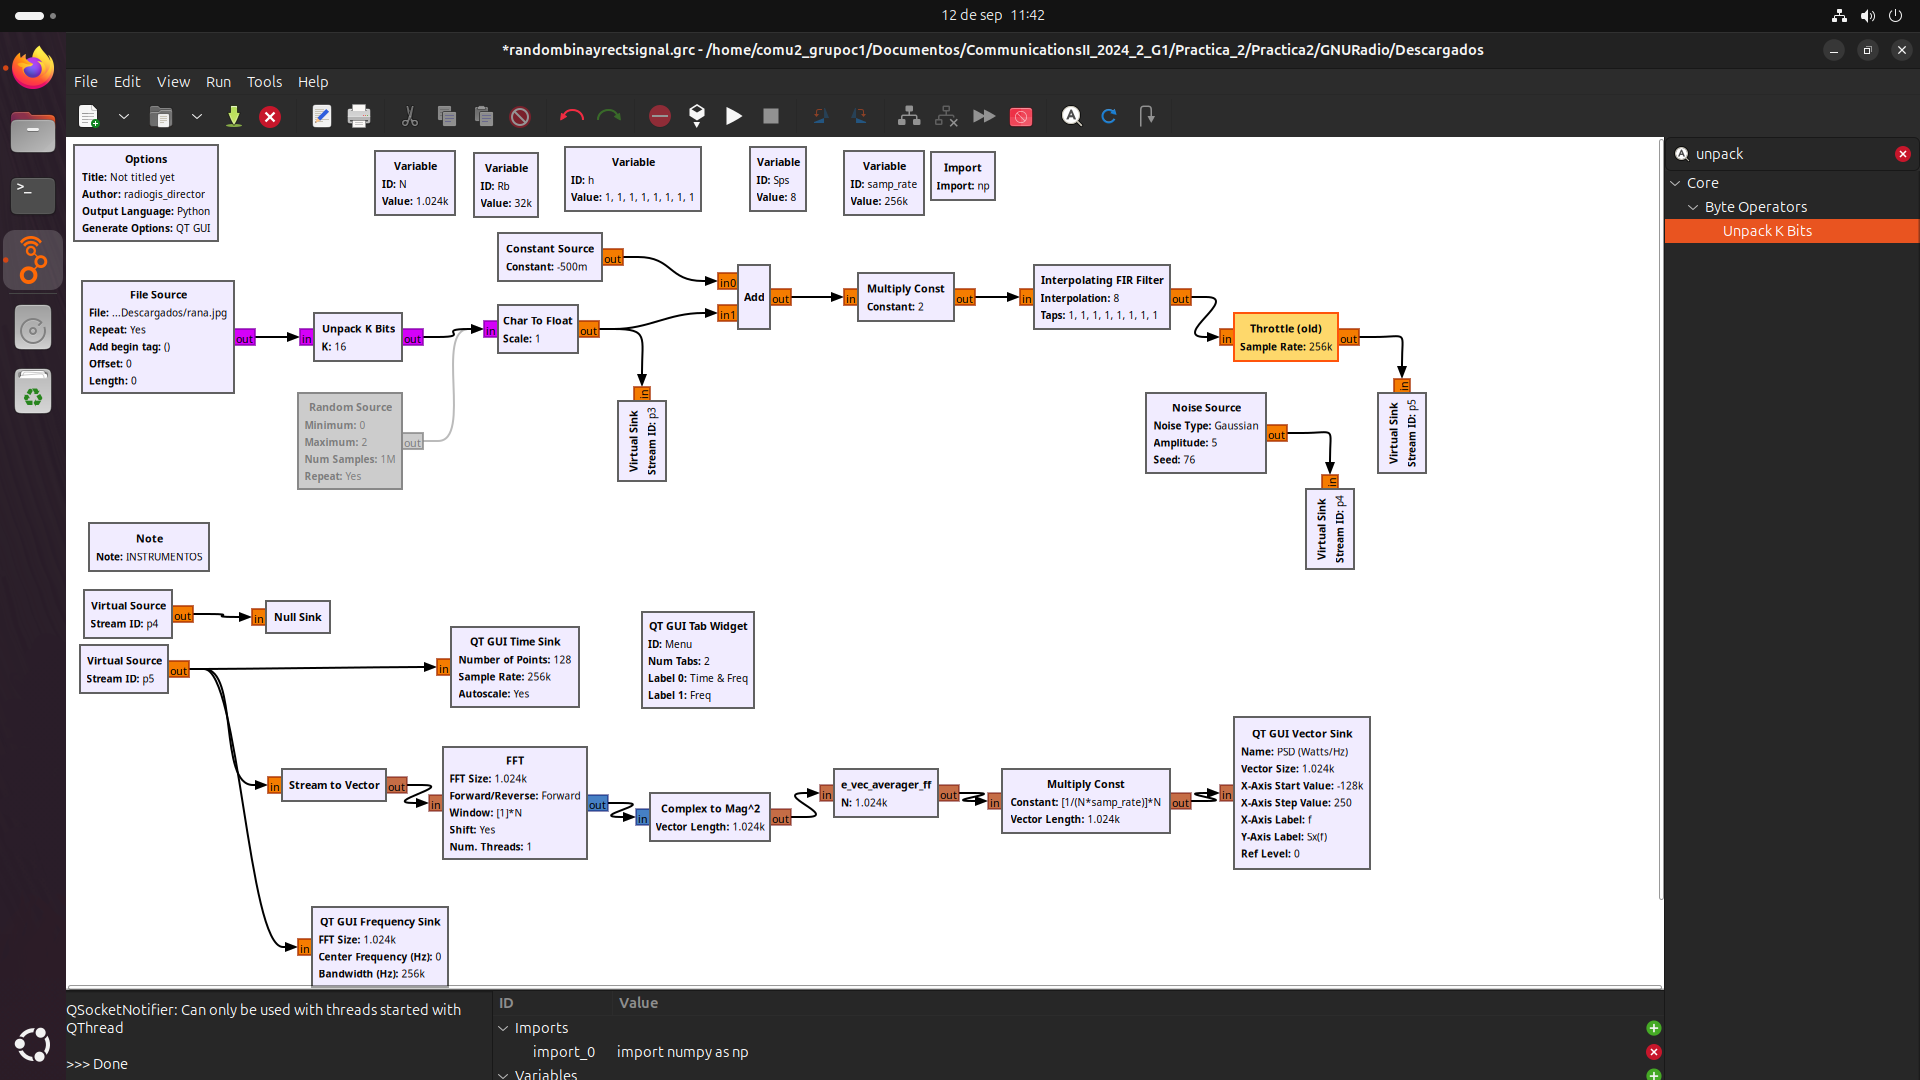 12 de sep 11:42
*randombinayrectsignal.grc - /home/comu2_grupoc1/Documentos/CommunicationsII_2024_2_G1/Practica_2/Practica2/GNURadio/Descargados
File Edit View Run Tools Help
Options
Title: Not titled yet
Author: radiogis_director
Output Language: Python
Generate Options: QT GUI
Variable
ID: N
Value: 1.024k
Variable
ID: Rb
Value: 32k
Variable
ID: h
Value: 1, 1, 1, 1, 1, 1, 1, 1
Variable
ID: Sps
Value: 8
Variable
ID: samp_rate
Value: 256k
Import
Import: np
unpack
Core
Byte Operators
Unpack K Bits
Constant Source
Constant: -500m
out
File Source
File: ...Descargados/rana.jpg
Repeat: Yes
Add begin tag: ()
Offset: 0
Length: 0
out
in
Unpack K Bits
K: 16
out
in
Char To Float
Scale: 1
out
in0
in1
Add
out
in
Multiply Const
Constant: 2
out
in
Interpolating FIR Filter
Interpolation: 8
Taps: 1, 1, 1, 1, 1, 1, 1, 1
out
in
Throttle (old)
Sample Rate: 256k
out
Random Source
Minimum: 0
Maximum: 2
Num Samples: 1M
Repeat: Yes
out
in
Virtual Sink
Stream ID: p3
Noise Source
Noise Type: Gaussian
Amplitude: 5
Seed: 76
out
in
Virtual Sink
Stream ID: p5
in
Virtual Sink
Stream ID: p4
Note
Note: INSTRUMENTOS
Virtual Source
Stream ID: p4
out
in
Null Sink
Virtual Source
Stream ID: p5
out
in
QT GUI Time Sink
Number of Points: 128
Sample Rate: 256k
Autoscale: Yes
QT GUI Tab Widget
ID: Menu
Num Tabs: 2
Label 0: Time & Freq
Label 1: Freq
in
Stream to Vector
out
in
FFT
FFT Size: 1.024k
Forward/Reverse: Forward
Window: [1]*N
Shift: Yes
Num. Threads: 1
out
in
Complex to Mag^2
Vector Length: 1.024k
out
in
e_vec_averager_ff
N: 1.024k
out
in
Multiply Const
Constant: [1/(N*samp_rate)]*N
Vector Length: 1.024k
out
in
QT GUI Vector Sink
Name: PSD (Watts/Hz)
Vector Size: 1.024k
X-Axis Start Value: -128k
X-Axis Step Value: 250
X-Axis Label: f
Y-Axis Label: Sx(f)
Ref Level: 0
in
QT GUI Frequency Sink
FFT Size: 1.024k
Center Frequency (Hz): 0
Bandwidth (Hz): 256k
QSocketNotifier: Can only be used with threads started with
QThread
>>> Done
ID Value
Imports
import_0 import numpy as np
Variables